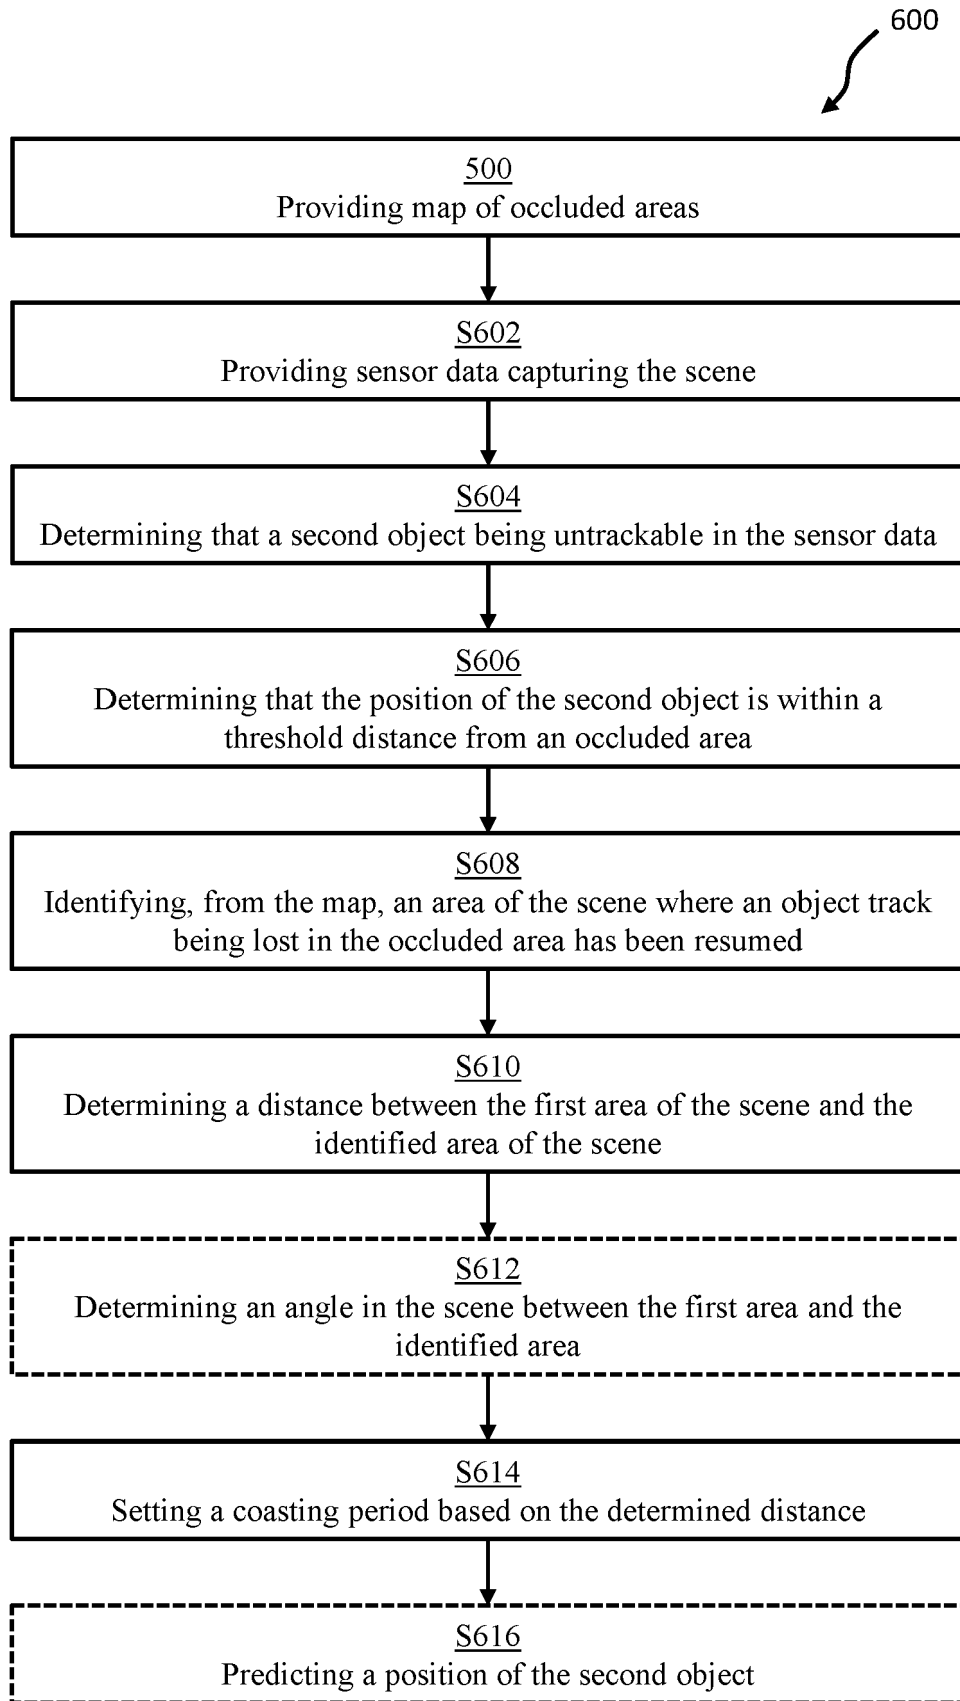 600
500
Providing map of occluded areas
S602
Providing sensor data capturing the scene
S604
Determining that a second object being untrackable in the sensor data
S606
Determining that the position of the second object is within a
threshold distance from an occluded area
S608
Identifying, from the map, an area of the scene where an object track
being lost in the occluded area has been resumed
S610
Determining a distance between the first area of the scene and the
identified area of the scene
S612
Determining an angle in the scene between the first area and the
identified area
S614
Setting a coasting period based on the determined distance
S616
Predicting a position of the second object